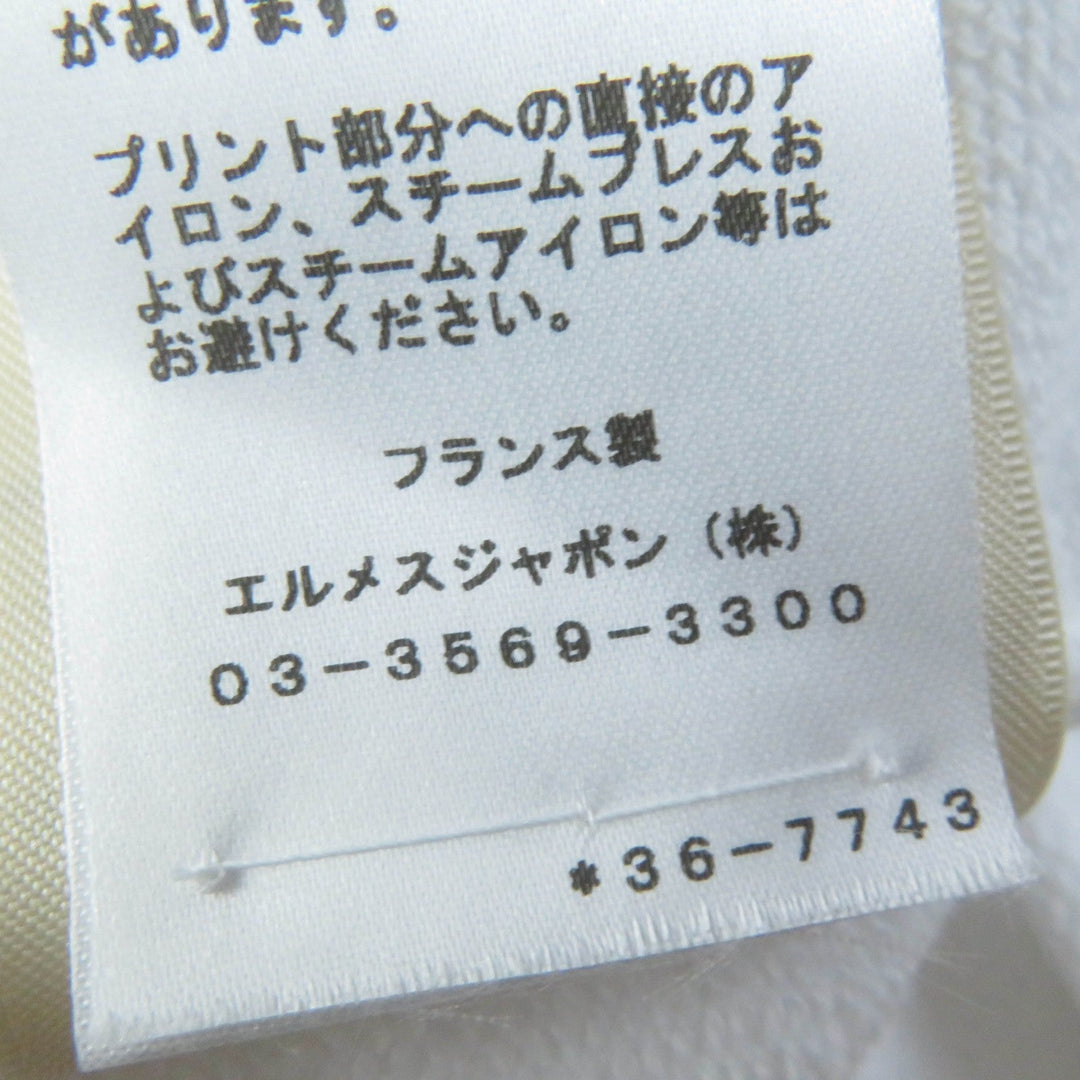 があります。
プリント部分への直接のア
イロン、スチームプレスお
よびスチームアイロン等は
お避けください。
フランス製
エルメスジャポン（株）
03-3569-3300
*36-7743